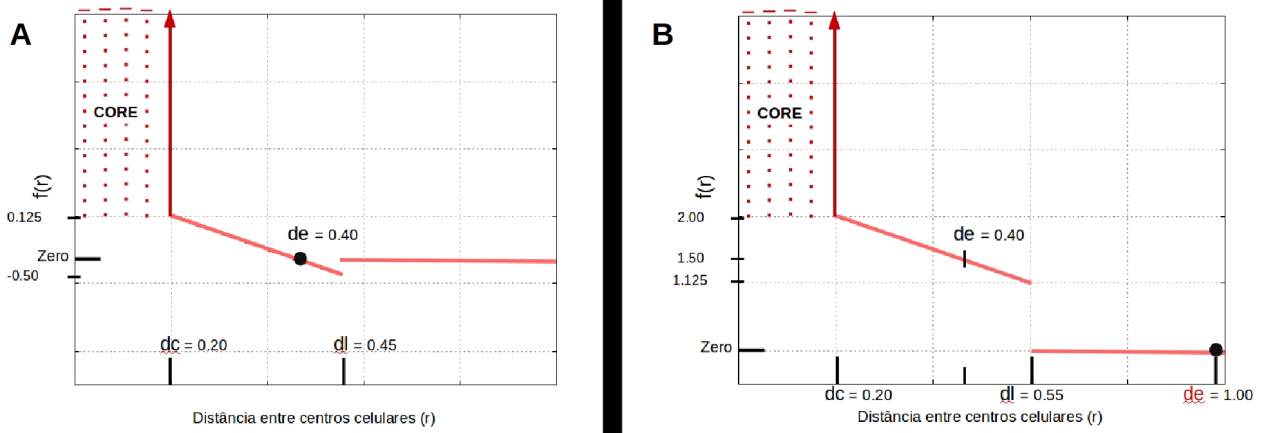 A
CORE
f(r)
0.125
Zero
-0.50
de = 0.40
dc = 0.20
dl = 0.45
Distância entre centros celulares (r)
B
CORE
f(r)
2.00
1.50
1.125
Zero
de = 0.40
dc = 0.20
dl = 0.55
de = 1.00
Distância entre centros celulares (r)